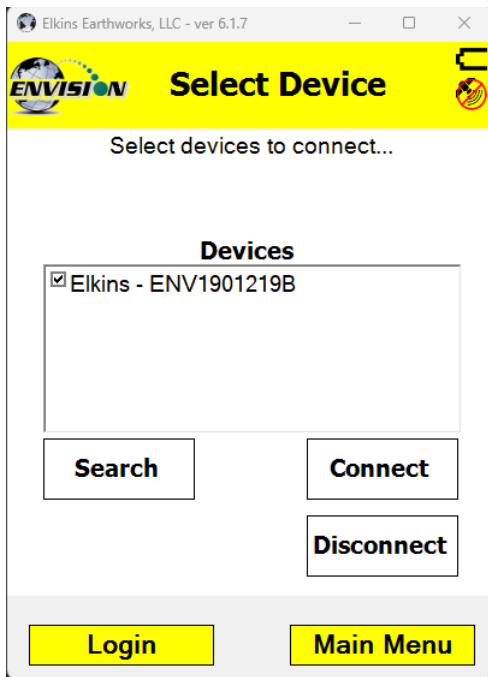 Elkins Earthworks, LLC - ver 6.1.7
ENVISION
Select Device
Select devices to connect...
Devices
Elkins - ENV1901219B
Search
Connect
Disconnect
Login
Main Menu